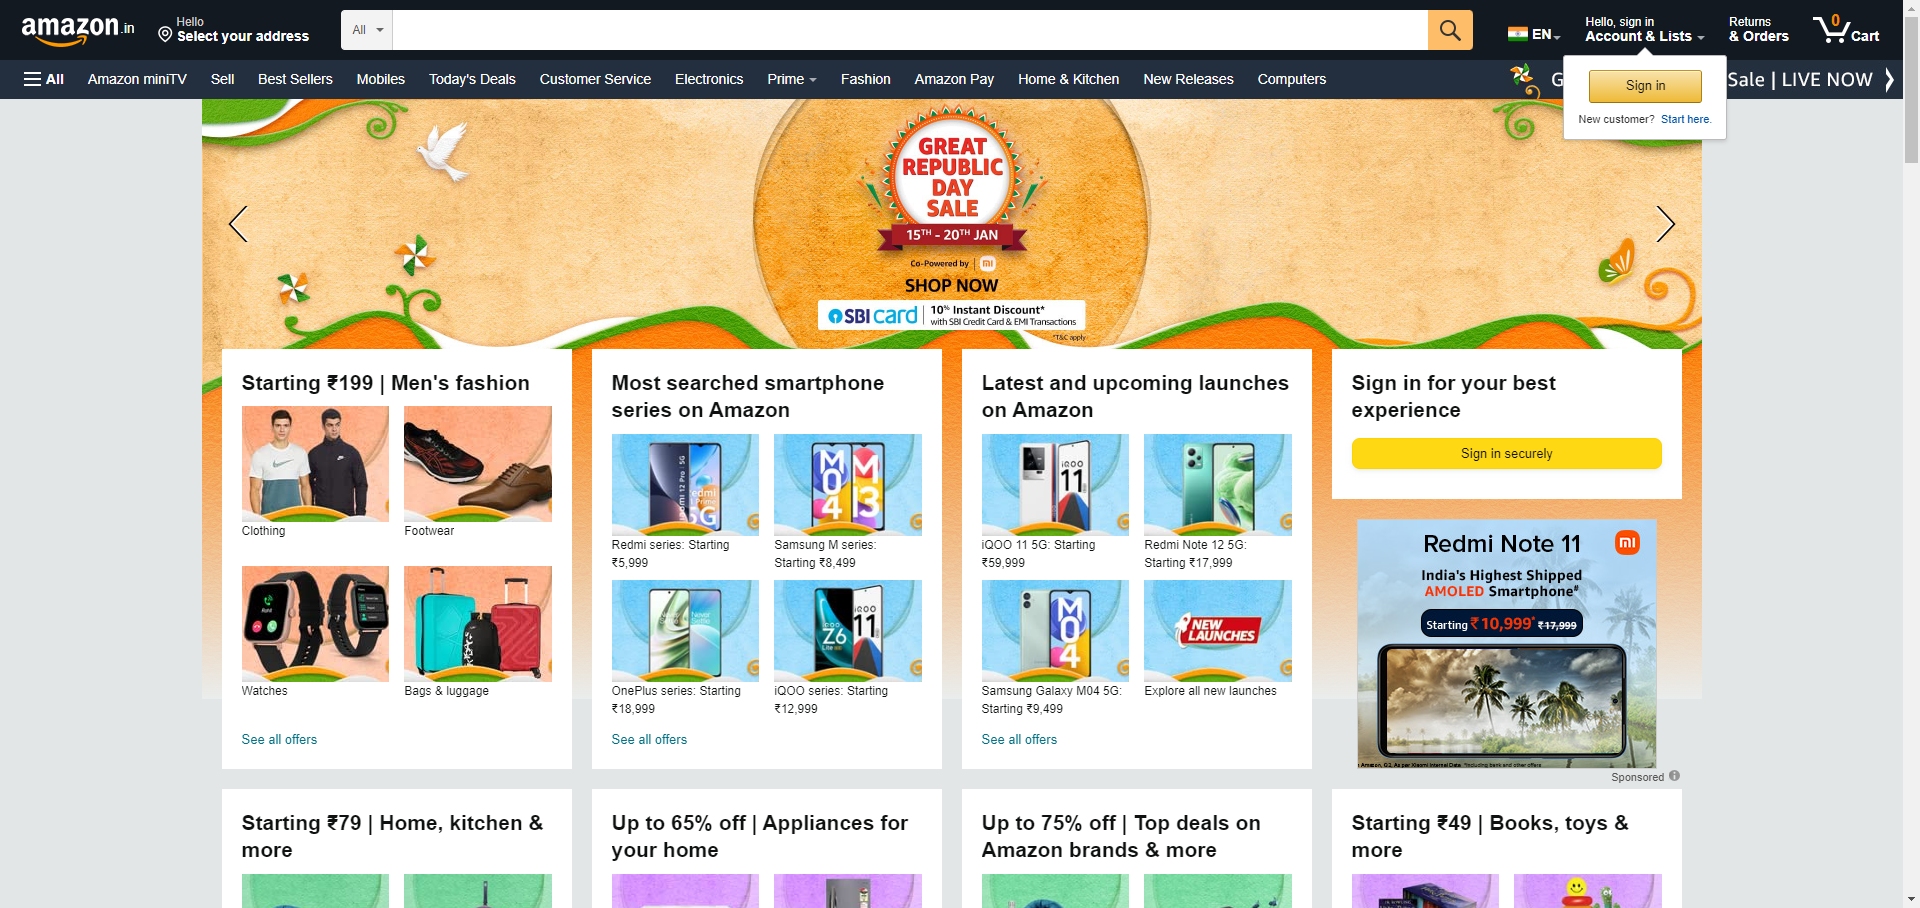 amazon.in
Hello
Select your address
All
EN
Hello, sign in
Account & Lists
Returns
& Orders
0
Cart
All
Amazon miniTV
Sell
Best Sellers
Mobiles
Today's Deals
Customer Service
Electronics
Prime
Fashion
Amazon Pay
Home & Kitchen
New Releases
Computers
G
Sale | LIVE NOW
Sign in
New customer? Start here.
GREAT
REPUBLIC
DAY
SALE
15TH - 20TH JAN
Co-Powered by | mi
SHOP NOW
SBI card
10% Instant Discount*
with SBI Credit Card & EMI Transactions
*T&C apply
Starting ₹199 | Men's fashion
Clothing
Footwear
Watches
Bags & luggage
See all offers
Most searched smartphone
series on Amazon
Redmi series: Starting
₹5,999
Samsung M series:
Starting ₹8,499
OnePlus series: Starting
₹18,999
iQOO series: Starting
₹12,999
See all offers
Latest and upcoming launches
on Amazon
iQOO 11 5G: Starting
₹59,999
Redmi Note 12 5G:
Starting ₹17,999
NEW
LAUNCHES
Samsung Galaxy M04 5G:
Starting ₹9,499
Explore all new launches
See all offers
Sign in for your best
experience
Sign in securely
Redmi Note 11
mi
India's Highest Shipped
AMOLED Smartphone#
Starting ₹10,999* ₹17,999
Sponsored
Starting ₹79 | Home, kitchen &
more
Up to 65% off | Appliances for
your home
Up to 75% off | Top deals on
Amazon brands & more
Starting ₹49 | Books, toys &
more